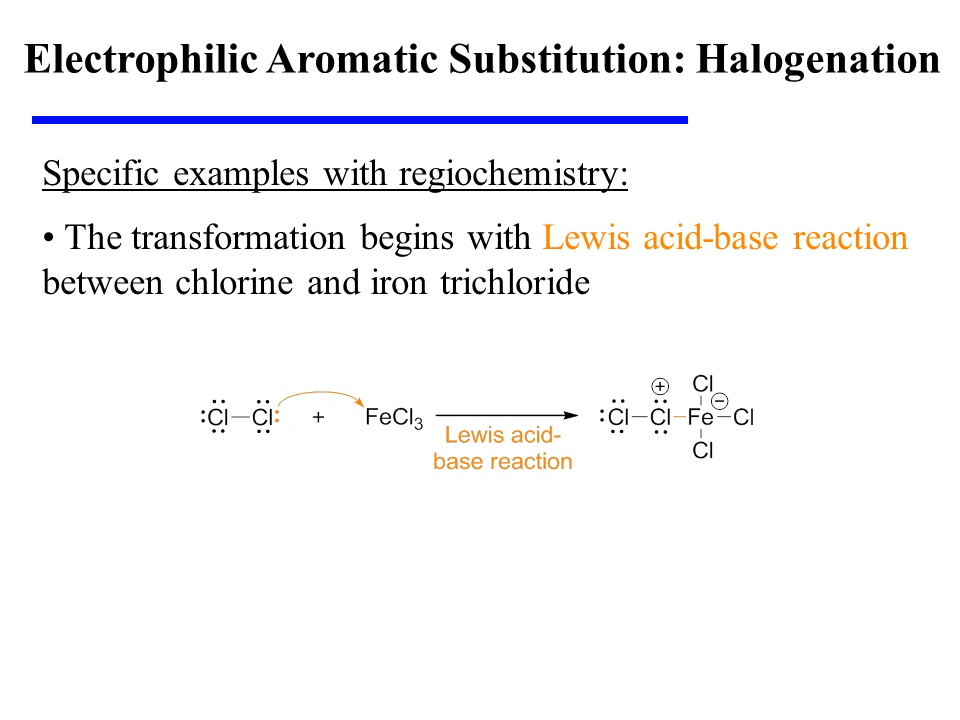 Electrophilic Aromatic Substitution: Halogenation
Specific examples with regiochemistry:
• The transformation begins with Lewis acid-base reaction
between chlorine and iron trichloride
Cl Cl + FeCl3 Lewis acid-
base reaction
Cl
+ −
Cl Cl Fe Cl
Cl